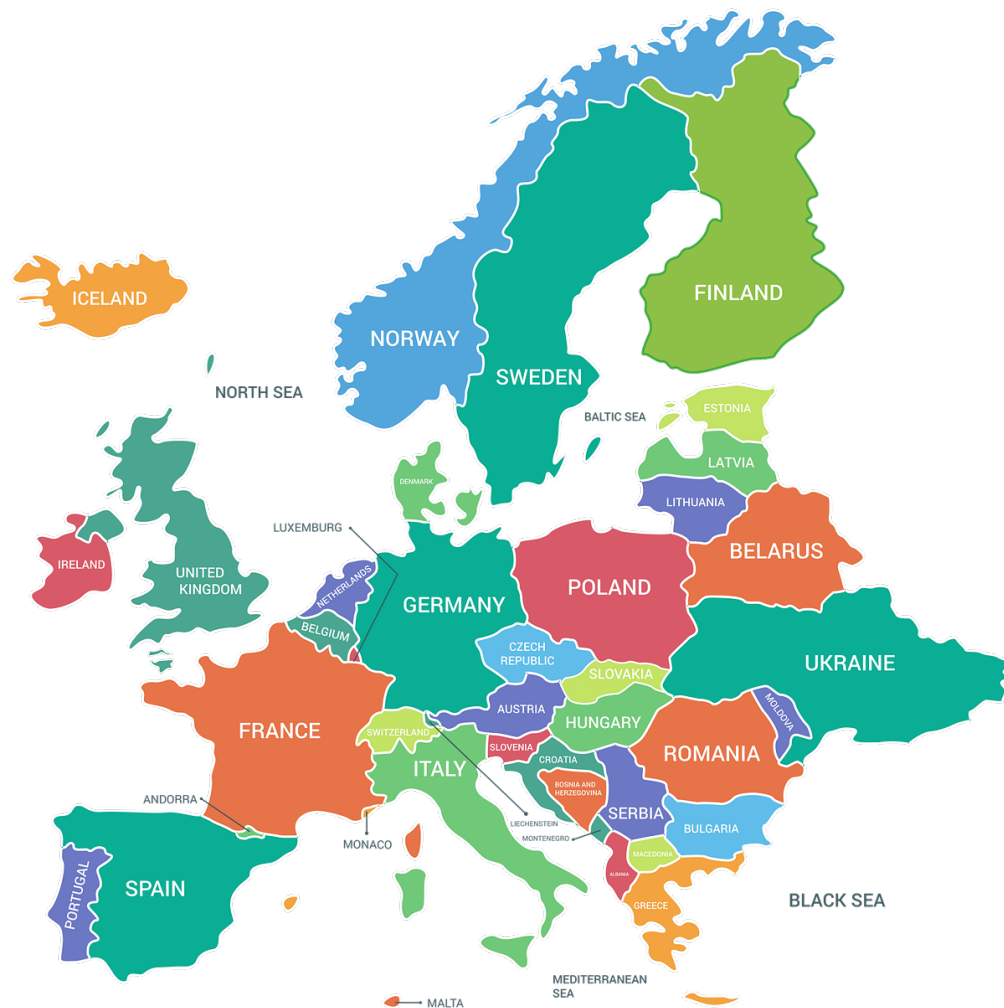 ICELAND
FINLAND
NORWAY
SWEDEN
NORTH SEA
BALTIC SEA
ESTONIA
LATVIA
DENMARK
LITHUANIA
LUXEMBURG
BELARUS
IRELAND
UNITED
KINGDOM
NETHERLANDS
POLAND
GERMANY
BELGIUM
CZECH
REPUBLIC
UKRAINE
SLOVAKIA
AUSTRIA
MOLDOVA
HUNGARY
FRANCE
SWITZERLAND
SLOVENIA
ROMANIA
CROATIA
ITALY
BOSNIA AND
HERZEGOVINA
ANDORRA
SERBIA
LIECHENSTEIN
BULGARIA
MONTENEGRO
MONACO
MACEDONIA
ALBANIA
SPAIN
PORTUGAL
BLACK SEA
GREECE
MEDITERRANEAN
SEA
MALTA